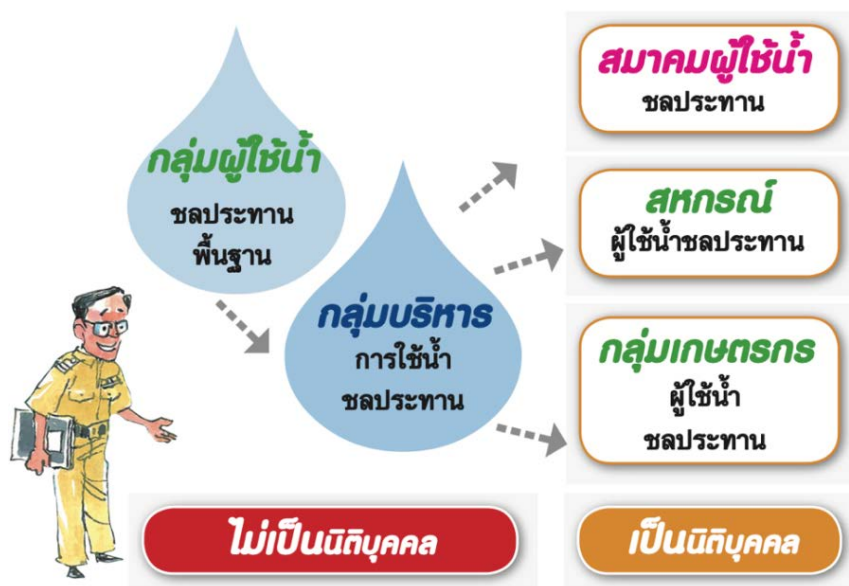 กลุ่มผู้ใช้น้ำ
ชลประทาน
พื้นฐาน
กลุ่มบริหาร
การใช้น้ำ
ชลประทาน
สมาคมผู้ใช้น้ำ
ชลประทาน
สหกรณ์
ผู้ใช้น้ำชลประทาน
กลุ่มเกษตรกร
ผู้ใช้น้ำ
ชลประทาน
ไม่เป็นนิติบุคคล
เป็นนิติบุคคล